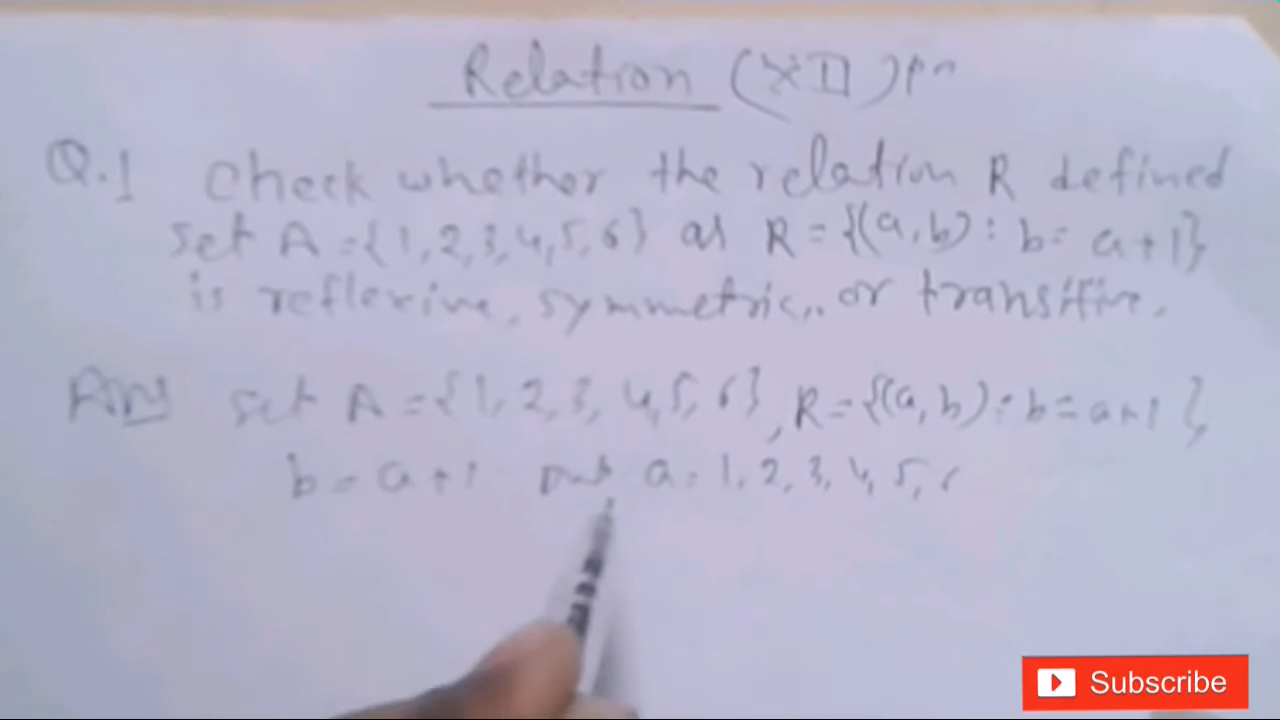 Relation (XII)
Q.1 Check whether the relation R defined
set A = {1, 2, 3, 4, 5, 6} as R = {(a, b) : b = a + 1}
is reflexive, symmetric, or transitive.
Ans set A = {1, 2, 3, 4, 5, 6}, R = {(a, b) : b = a + 1},
b = a + 1 put a = 1, 2, 3, 4, 5, 6
Subscribe